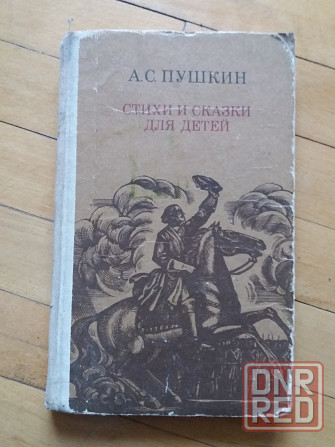 А.С. ПУШКИН
СТИХИ И СКАЗКИ
ДЛЯ ДЕТЕЙ
DNR
RED